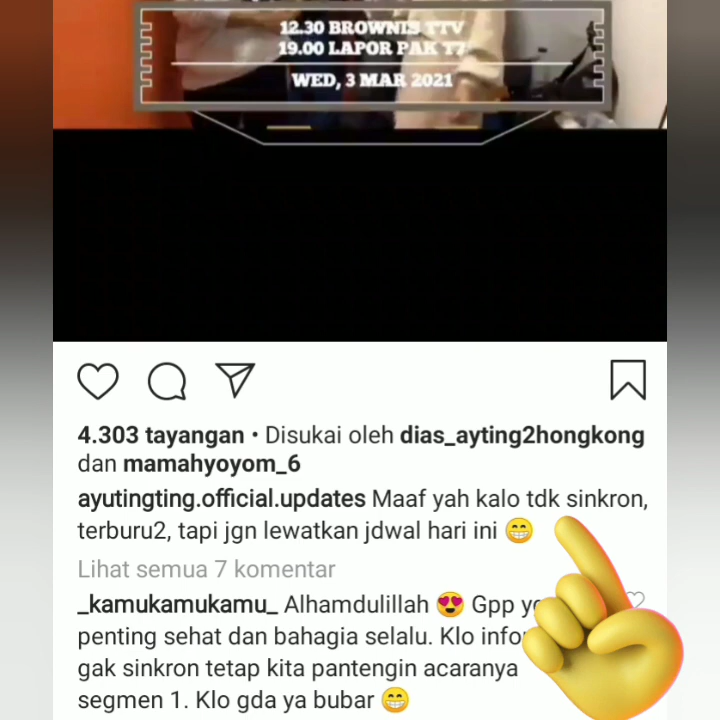 12.30 BROWNIS TTV
19.00 LAPOR PAK T7
WED, 3 MAR 2021
4.303 tayangan • Disukai oleh dias_ayting2hongkong
dan mamahyoyom_6
ayutingting.official.updates Maaf yah kalo tdk sinkron,
terburu2, tapi jgn lewatkan jdwal hari ini 😁
Lihat semua 7 komentar
_kamukamukamu_ Alhamdulillah 😍 Gpp
penting sehat dan bahagia selalu. Klo
gak sinkron tetap kita pantengin acaranya
segmen 1. Klo gda ya bubar 😁